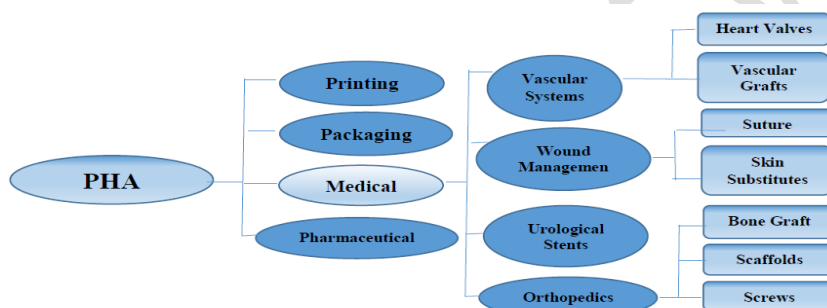 PHA
Printing
Packaging
Medical
Pharmaceutical
Vascular
Systems
Wound
Managemen
Urological
Stents
Orthopedics
Heart Valves
Vascular
Grafts
Suture
Skin
Substitutes
Bone Graft
Scaffolds
Screws